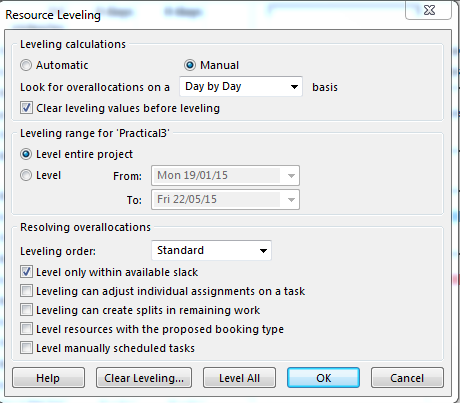 Resource Leveling
Leveling calculations
Automatic Manual
Look for overallocations on a Day by Day basis
Clear leveling values before leveling
Leveling range for 'Practical3'
Level entire project
Level From: Mon 19/01/15
To: Fri 22/05/15
Resolving overallocations
Leveling order: Standard
Level only within available slack
Leveling can adjust individual assignments on a task
Leveling can create splits in remaining work
Level resources with the proposed booking type
Level manually scheduled tasks
Help Clear Leveling... Level All OK Cancel